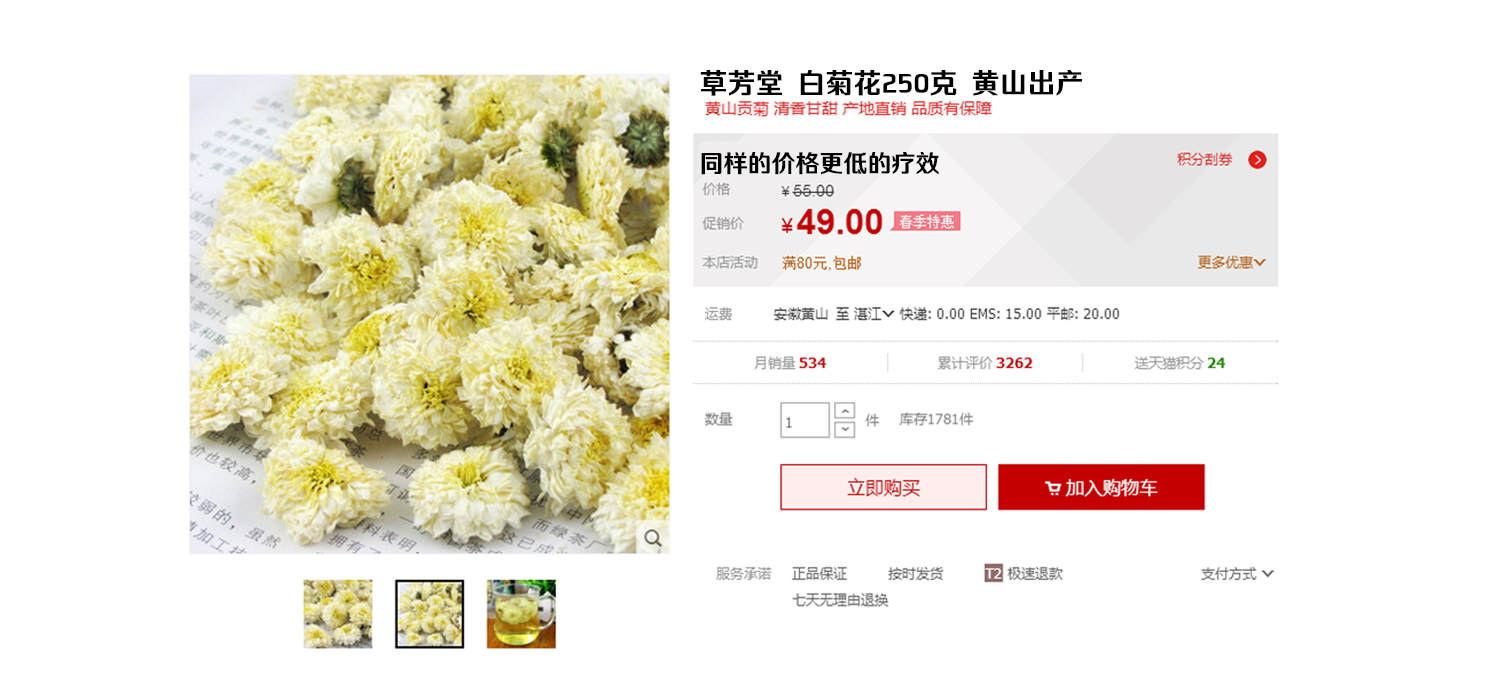 草芳堂 白菊花250克 黄山出产
黄山贡菊 清香甘甜 产地直销 品质有保障
同样的价格更低的疗效
积分刮券
价格 ¥55.00
促销价 ¥49.00 春季特惠
本店活动 满80元,包邮 更多优惠
运费 安徽黄山 至 湛江 快递: 0.00 EMS: 15.00 平邮: 20.00
月销量 534 累计评价 3262 送天猫积分 24
数量 1 件 库存1781件
立即购买 加入购物车
服务承诺 正品保证 按时发货 T2 极速退款 支付方式
七天无理由退换